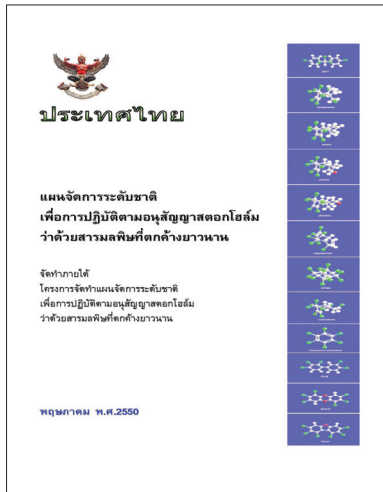 ประเทศไทย
แผนจัดการระดับชาติ
เพื่อการปฏิบัติตามอนุสัญญาสตอกโฮล์ม
ว่าด้วยสารมลพิษที่ตกค้างยาวนาน
จัดทำภายใต้
โครงการจัดทำแผนจัดการระดับชาติ
เพื่อการปฏิบัติตามอนุสัญญาสตอกโฮล์ม
ว่าด้วยสารมลพิษที่ตกค้างยาวนาน
พฤษภาคม พ.ศ.2550